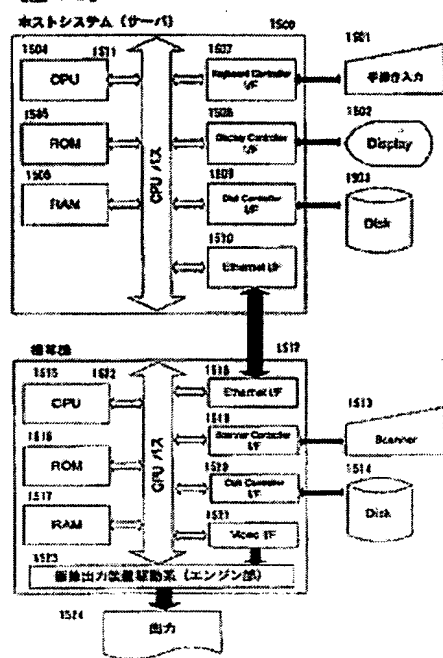 ホストシステム（サーバ）
1500
1504
1511
1507
1501
CPU
Keyboard Controller
I/F
手操作入力
1505
1508
1502
ROM
CPU バス
Display Controller
I/F
Display
1506
1509
1503
RAM
Disk Controller
I/F
Disk
1510
Ethernet I/F
複写機
1512
1515
1522
1518
CPU
Ethernet I/F
1519
1513
1516
Scanner Controller
I/F
Scanner
ROM
CPU バス
1520
1514
1517
Disk Controller
I/F
Disk
RAM
1521
Video I/F
1523
出力装置駆動系（エンジン部）
1524
出力